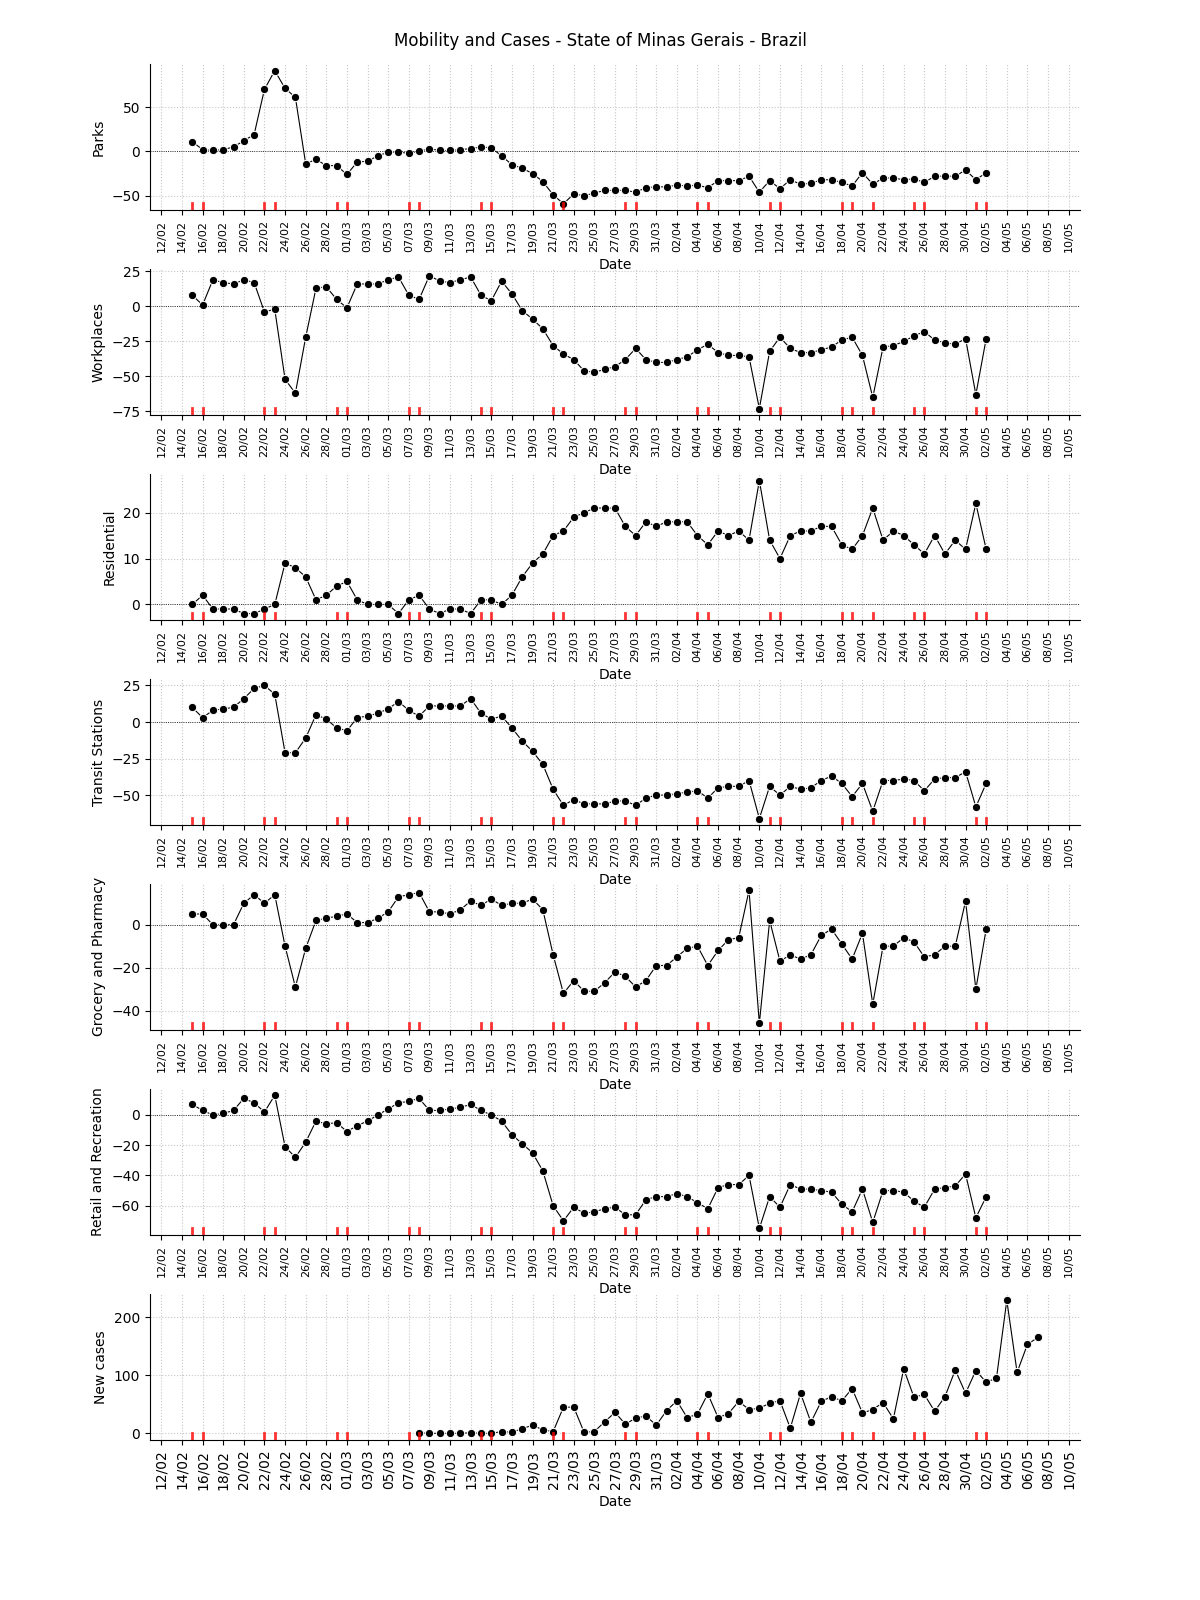 Mobility and Cases - State of Minas Gerais - Brazil
Parks
50
0
−50
12/02 14/02 16/02 18/02 20/02 22/02 24/02 26/02 28/02 01/03 03/03 05/03 07/03 09/03 11/03 13/03 15/03 17/03 19/03 21/03 23/03 25/03 27/03 29/03 31/03 02/04 04/04 06/04 08/04 10/04 12/04 14/04 16/04 18/04 20/04 22/04 24/04 26/04 28/04 30/04 02/05 04/05 06/05 08/05 10/05
Date
Workplaces
25
0
−25
−50
−75
12/02 14/02 16/02 18/02 20/02 22/02 24/02 26/02 28/02 01/03 03/03 05/03 07/03 09/03 11/03 13/03 15/03 17/03 19/03 21/03 23/03 25/03 27/03 29/03 31/03 02/04 04/04 06/04 08/04 10/04 12/04 14/04 16/04 18/04 20/04 22/04 24/04 26/04 28/04 30/04 02/05 04/05 06/05 08/05 10/05
Date
Residential
20
10
0
12/02 14/02 16/02 18/02 20/02 22/02 24/02 26/02 28/02 01/03 03/03 05/03 07/03 09/03 11/03 13/03 15/03 17/03 19/03 21/03 23/03 25/03 27/03 29/03 31/03 02/04 04/04 06/04 08/04 10/04 12/04 14/04 16/04 18/04 20/04 22/04 24/04 26/04 28/04 30/04 02/05 04/05 06/05 08/05 10/05
Date
Transit Stations
25
0
−25
−50
12/02 14/02 16/02 18/02 20/02 22/02 24/02 26/02 28/02 01/03 03/03 05/03 07/03 09/03 11/03 13/03 15/03 17/03 19/03 21/03 23/03 25/03 27/03 29/03 31/03 02/04 04/04 06/04 08/04 10/04 12/04 14/04 16/04 18/04 20/04 22/04 24/04 26/04 28/04 30/04 02/05 04/05 06/05 08/05 10/05
Date
Grocery and Pharmacy
0
−20
−40
12/02 14/02 16/02 18/02 20/02 22/02 24/02 26/02 28/02 01/03 03/03 05/03 07/03 09/03 11/03 13/03 15/03 17/03 19/03 21/03 23/03 25/03 27/03 29/03 31/03 02/04 04/04 06/04 08/04 10/04 12/04 14/04 16/04 18/04 20/04 22/04 24/04 26/04 28/04 30/04 02/05 04/05 06/05 08/05 10/05
Date
Retail and Recreation
0
−20
−40
−60
12/02 14/02 16/02 18/02 20/02 22/02 24/02 26/02 28/02 01/03 03/03 05/03 07/03 09/03 11/03 13/03 15/03 17/03 19/03 21/03 23/03 25/03 27/03 29/03 31/03 02/04 04/04 06/04 08/04 10/04 12/04 14/04 16/04 18/04 20/04 22/04 24/04 26/04 28/04 30/04 02/05 04/05 06/05 08/05 10/05
Date
New cases
200
100
0
12/02 14/02 16/02 18/02 20/02 22/02 24/02 26/02 28/02 01/03 03/03 05/03 07/03 09/03 11/03 13/03 15/03 17/03 19/03 21/03 23/03 25/03 27/03 29/03 31/03 02/04 04/04 06/04 08/04 10/04 12/04 14/04 16/04 18/04 20/04 22/04 24/04 26/04 28/04 30/04 02/05 04/05 06/05 08/05 10/05
Date